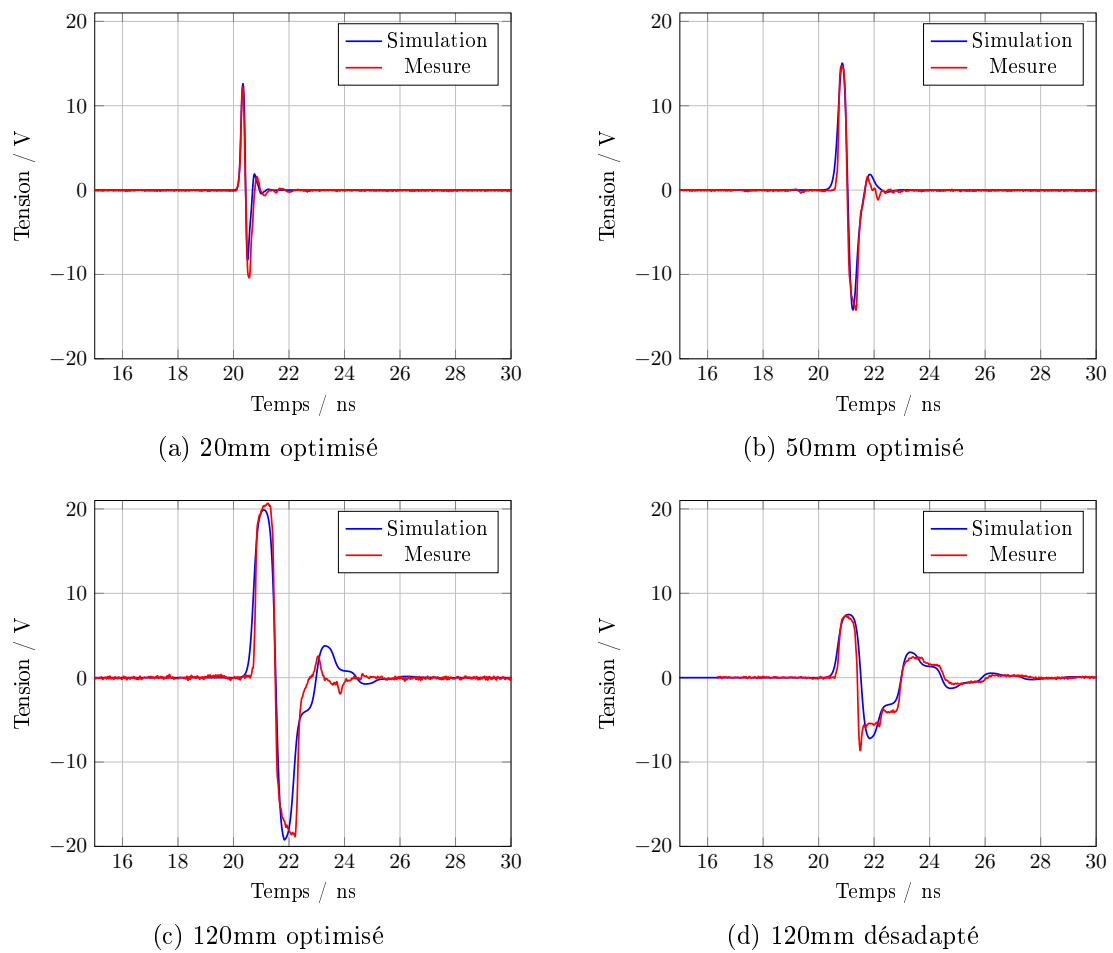 20
10
0
−10
−20
Tension / V
Simulation
Mesure
16 18 20 22 24 26 28 30
Temps / ns
(a) 20mm optimisé
20
10
0
−10
−20
Tension / V
Simulation
Mesure
16 18 20 22 24 26 28 30
Temps / ns
(b) 50mm optimisé
20
10
0
−10
−20
Tension / V
Simulation
Mesure
16 18 20 22 24 26 28 30
Temps / ns
(c) 120mm optimisé
20
10
0
−10
−20
Tension / V
Simulation
Mesure
16 18 20 22 24 26 28 30
Temps / ns
(d) 120mm désadapté